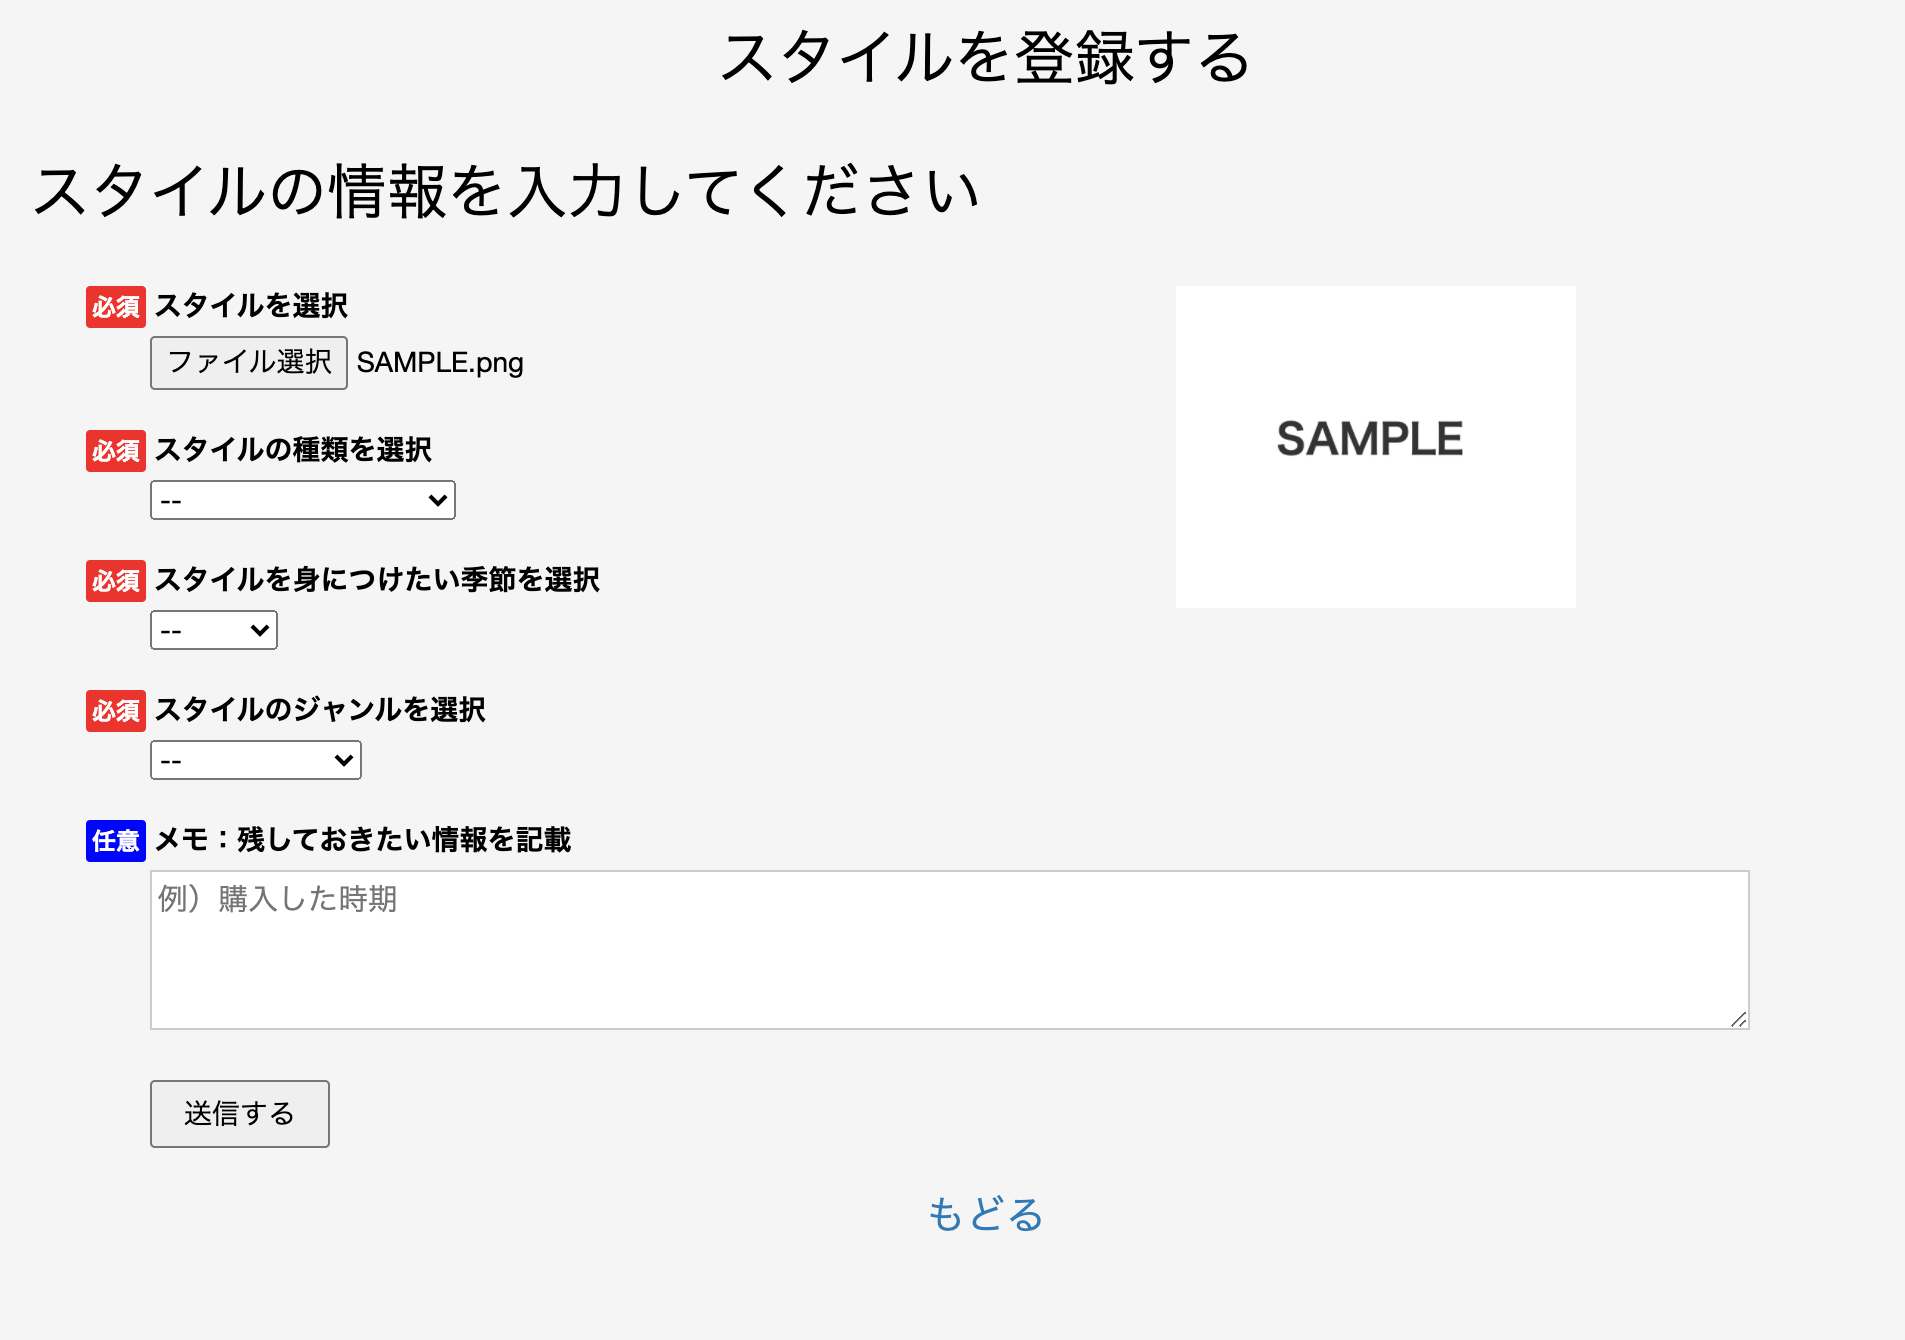 スタイルを登録する
スタイルの情報を入力してください
必須 スタイルを選択
ファイル選択 SAMPLE.png
SAMPLE
必須 スタイルの種類を選択
--
必須 スタイルを身につけたい季節を選択
--
必須 スタイルのジャンルを選択
--
任意 メモ：残しておきたい情報を記載
例）購入した時期
送信する
もどる